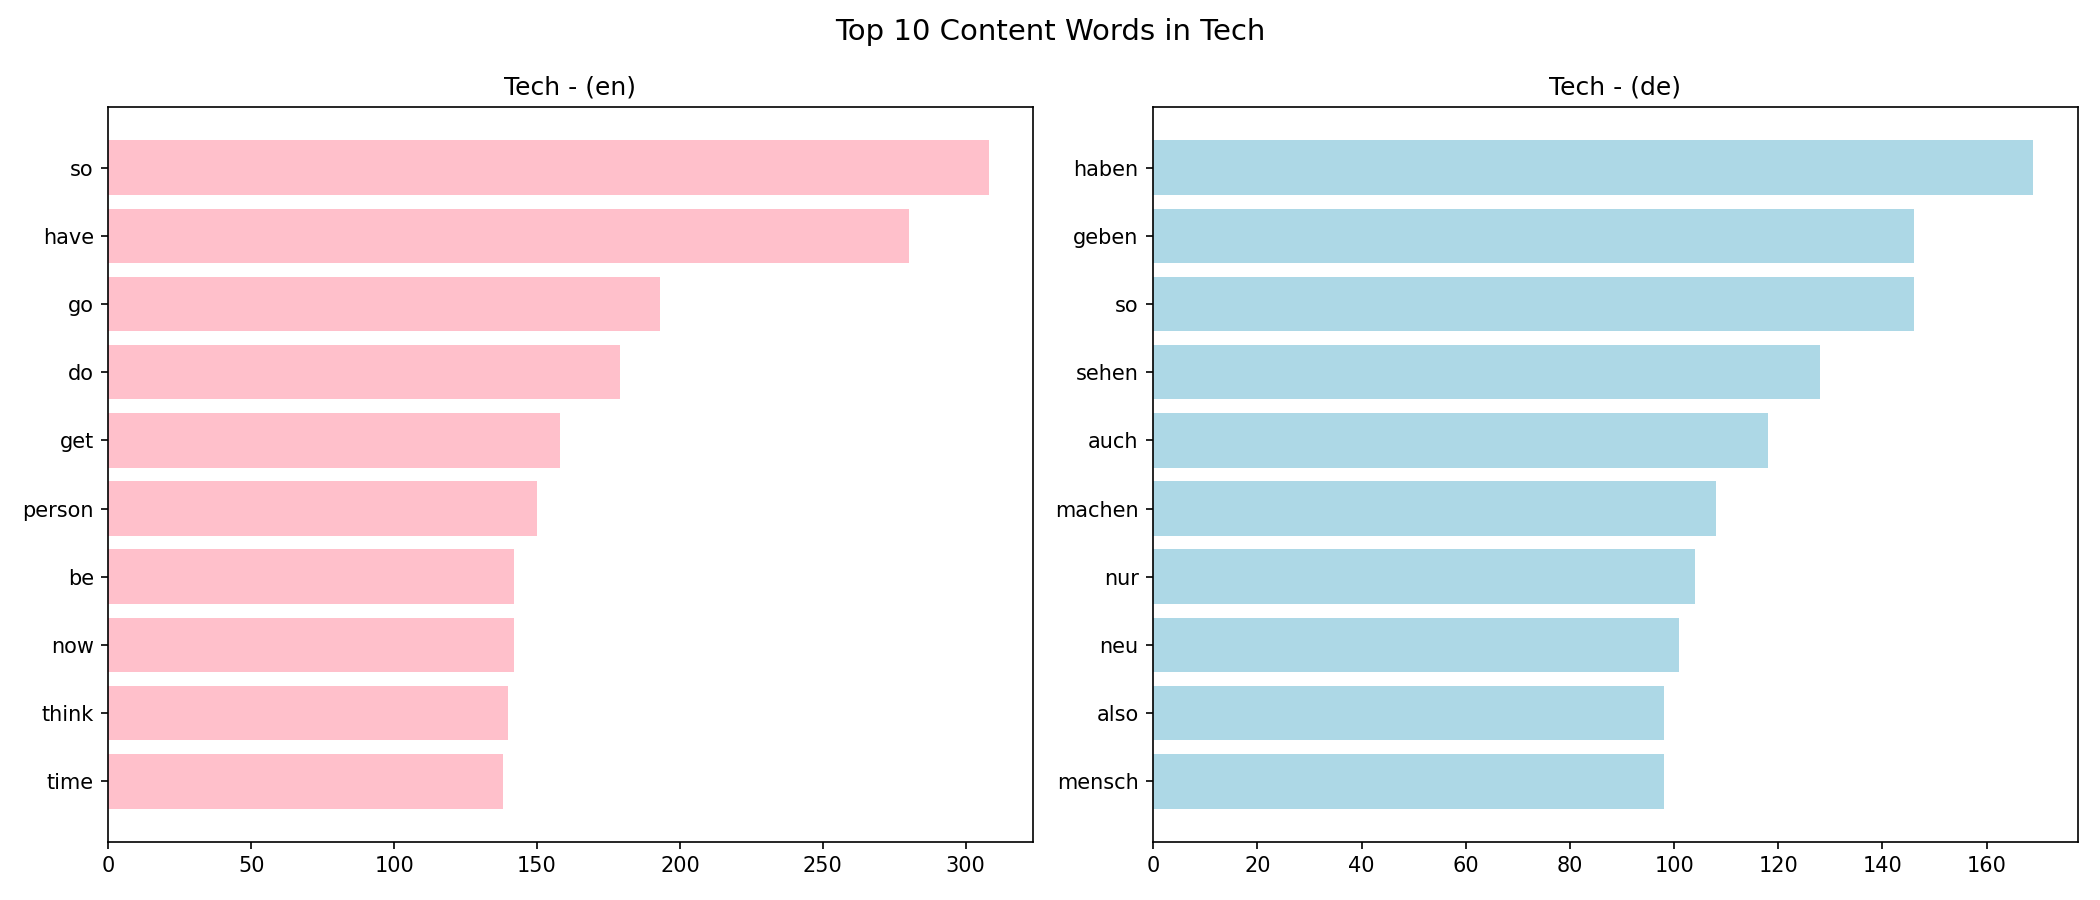 Top 10 Content Words in Tech
Tech - (en)
so
have
go
do
get
person
be
now
think
time
0 50 100 150 200 250 300
Tech - (de)
haben
geben
so
sehen
auch
machen
nur
neu
also
mensch
0 20 40 60 80 100 120 140 160